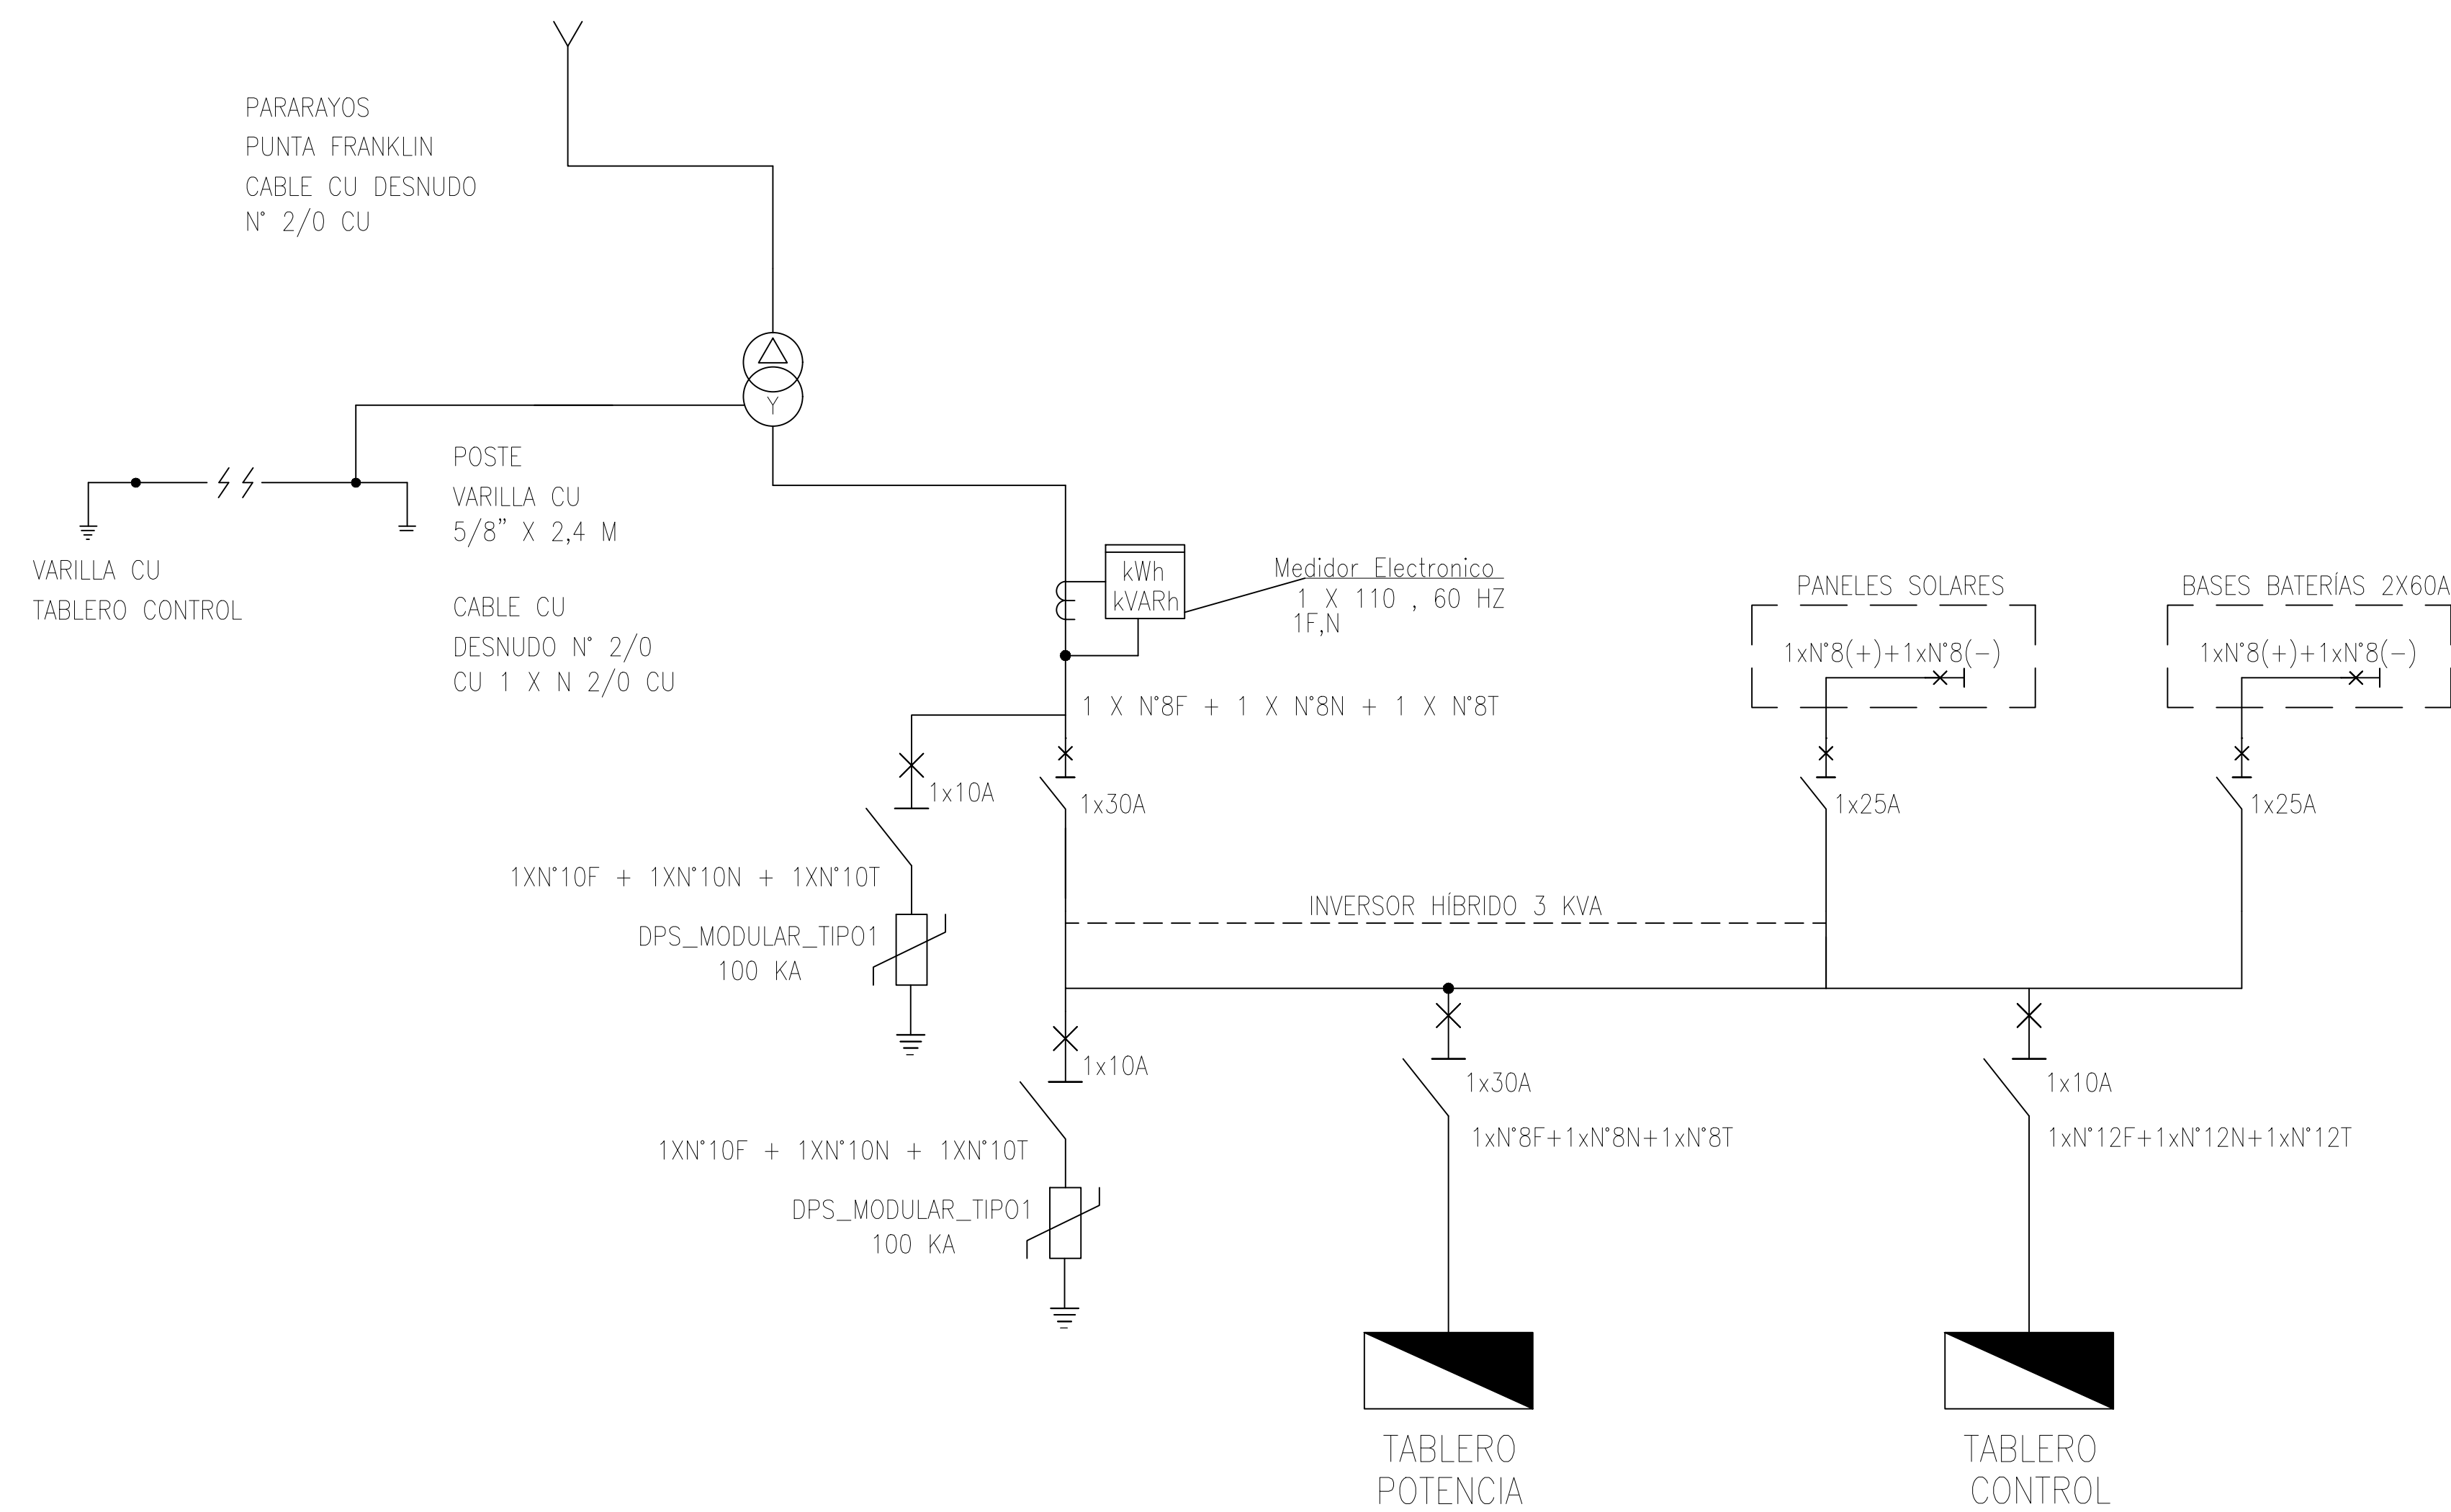 PARARAYOS
PUNTA FRANKLIN
CABLE CU DESNUDO
N° 2/0 CU
Y
POSTE
VARILLA CU
5/8" X 2,4 M
CABLE CU
DESNUDO N° 2/0
CU 1 X N 2/0 CU
VARILLA CU
TABLERO CONTROL
kWh
kVARh
Medidor Electronico
1 X 110 , 60 HZ
1F,N
PANELES SOLARES
1xN°8(+)+1xN°8(-)
BASES BATERÍAS 2X60A
1xN°8(+)+1xN°8(-)
1 X N°8F + 1 X N°8N + 1 X N°8T
1x10A
1x30A
1x25A
1x25A
1XN°10F + 1XN°10N + 1XN°10T
DPS_MODULAR_TIPO1
100 KA
INVERSOR HÍBRIDO 3 KVA
1x10A
1XN°10F + 1XN°10N + 1XN°10T
DPS_MODULAR_TIPO1
100 KA
1x30A
1xN°8F+1xN°8N+1xN°8T
1x10A
1xN°12F+1xN°12N+1xN°12T
TABLERO
POTENCIA
TABLERO
CONTROL